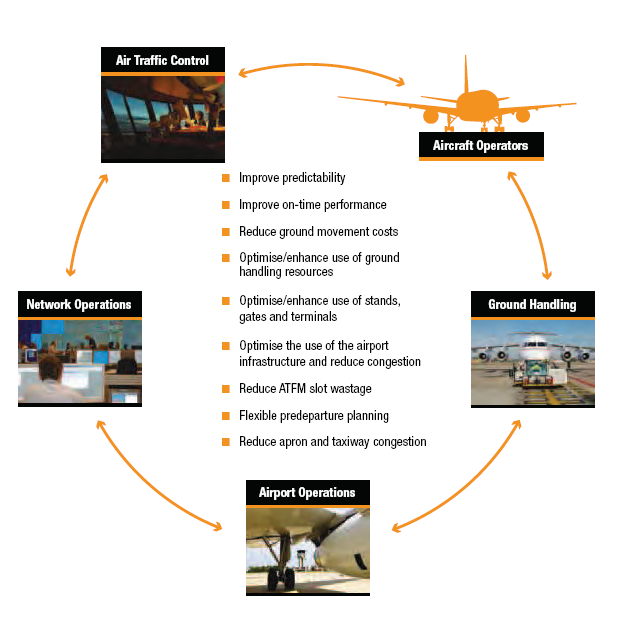 Air Traffic Control
Aircraft Operators
Improve predictability
Improve on-time performance
Reduce ground movement costs
Optimise/enhance use of ground
handling resources
Optimise/enhance use of stands,
gates and terminals
Optimise the use of the airport
infrastructure and reduce congestion
Reduce ATFM slot wastage
Flexible predeparture planning
Reduce apron and taxiway congestion
Network Operations
Ground Handling
Airport Operations